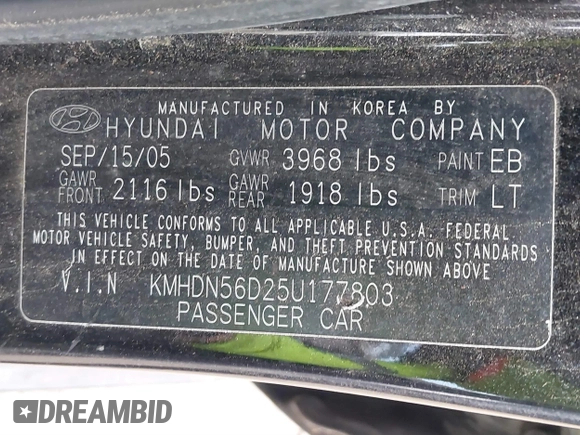 MANUFACTURED IN KOREA BY
HYUNDAI MOTOR COMPANY
SEP/15/05 GVWR 3968 lbs PAINT EB
GAWR FRONT 2116 lbs GAWR REAR 1918 lbs TRIM LT
THIS VEHICLE CONFORMS TO ALL APPLICABLE U.S.A. FEDERAL
MOTOR VEHICLE SAFETY, BUMPER, AND THEFT PREVENTION STANDARDS
IN EFFECT ON THE DATE OF MANUFACTURE SHOWN ABOVE
V.I.N KMHDN56D25U177803
PASSENGER CAR
DREAMBID